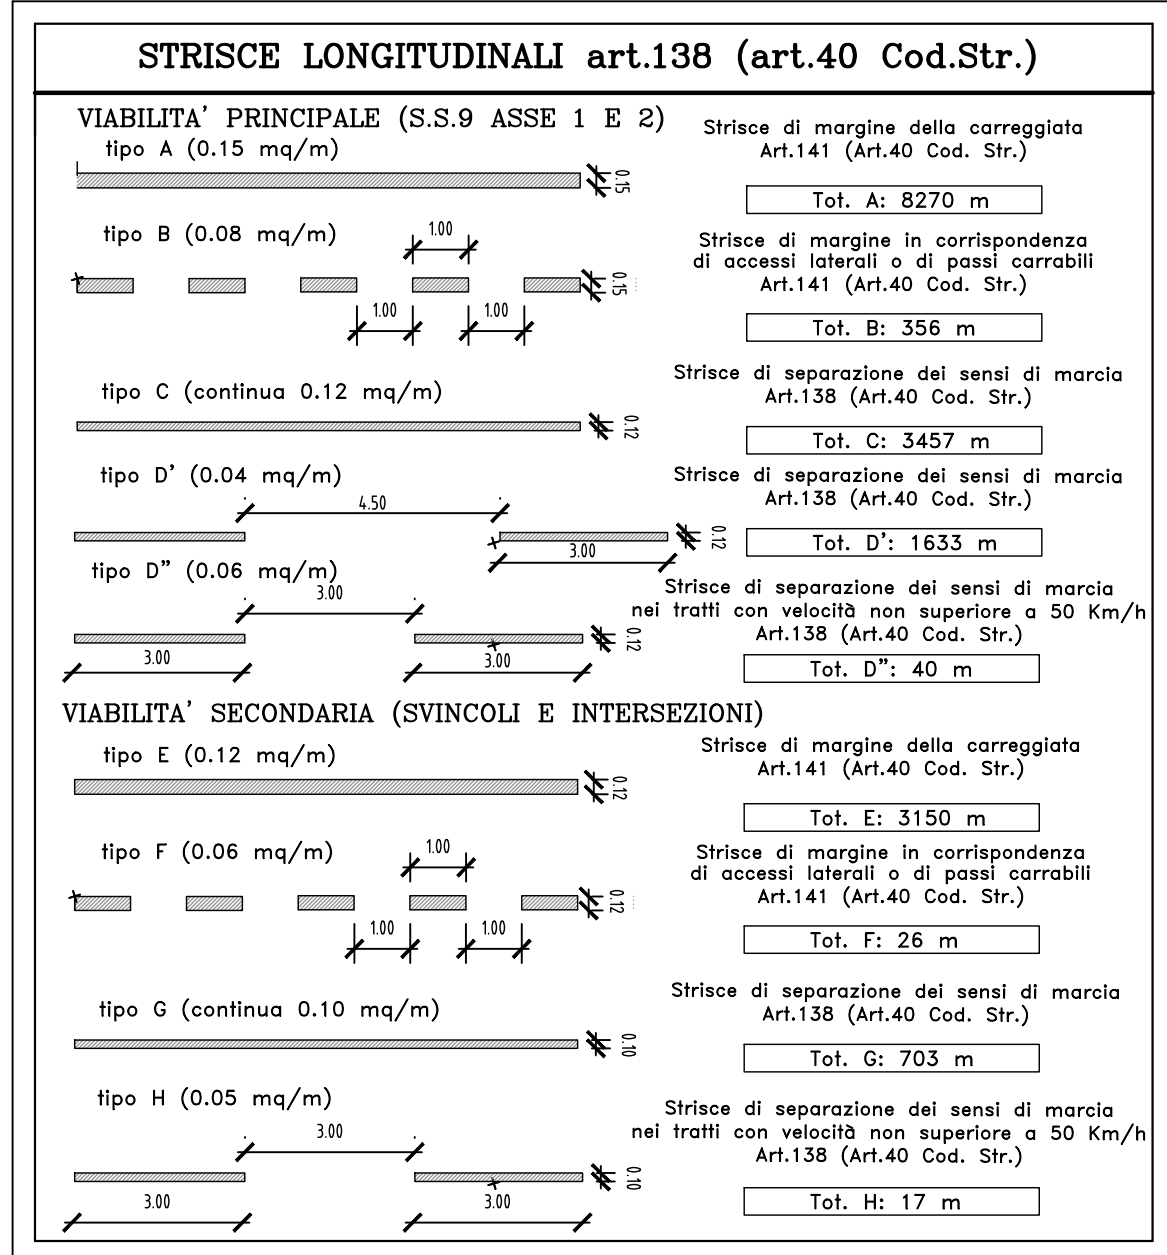 STRISCE LONGITUDINALI art.138 (art.40 Cod.Str.)
VIABILITA' PRINCIPALE (S.S.9 ASSE 1 E 2)
tipo A (0.15 mq/m)
0.15
Strisce di margine della carreggiata
Art.141 (Art.40 Cod. Str.)
Tot. A: 8270 m
tipo B (0.08 mq/m)
1.00
0.15
1.00
1.00
Strisce di margine in corrispondenza
di accessi laterali o di passi carrabili
Art.141 (Art.40 Cod. Str.)
Tot. B: 356 m
tipo C (continua 0.12 mq/m)
0.12
Strisce di separazione dei sensi di marcia
Art.138 (Art.40 Cod. Str.)
Tot. C: 3457 m
tipo D' (0.04 mq/m)
4.50
0.12
3.00
Strisce di separazione dei sensi di marcia
Art.138 (Art.40 Cod. Str.)
Tot. D': 1633 m
tipo D" (0.06 mq/m)
3.00
0.12
3.00
3.00
Strisce di separazione dei sensi di marcia
nei tratti con velocità non superiore a 50 Km/h
Art.138 (Art.40 Cod. Str.)
Tot. D": 40 m
VIABILITA' SECONDARIA (SVINCOLI E INTERSEZIONI)
tipo E (0.12 mq/m)
0.12
Strisce di margine della carreggiata
Art.141 (Art.40 Cod. Str.)
Tot. E: 3150 m
tipo F (0.06 mq/m)
1.00
0.12
1.00
1.00
Strisce di margine in corrispondenza
di accessi laterali o di passi carrabili
Art.141 (Art.40 Cod. Str.)
Tot. F: 26 m
tipo G (continua 0.10 mq/m)
0.10
Strisce di separazione dei sensi di marcia
Art.138 (Art.40 Cod. Str.)
Tot. G: 703 m
tipo H (0.05 mq/m)
3.00
0.10
3.00
3.00
Strisce di separazione dei sensi di marcia
nei tratti con velocità non superiore a 50 Km/h
Art.138 (Art.40 Cod. Str.)
Tot. H: 17 m